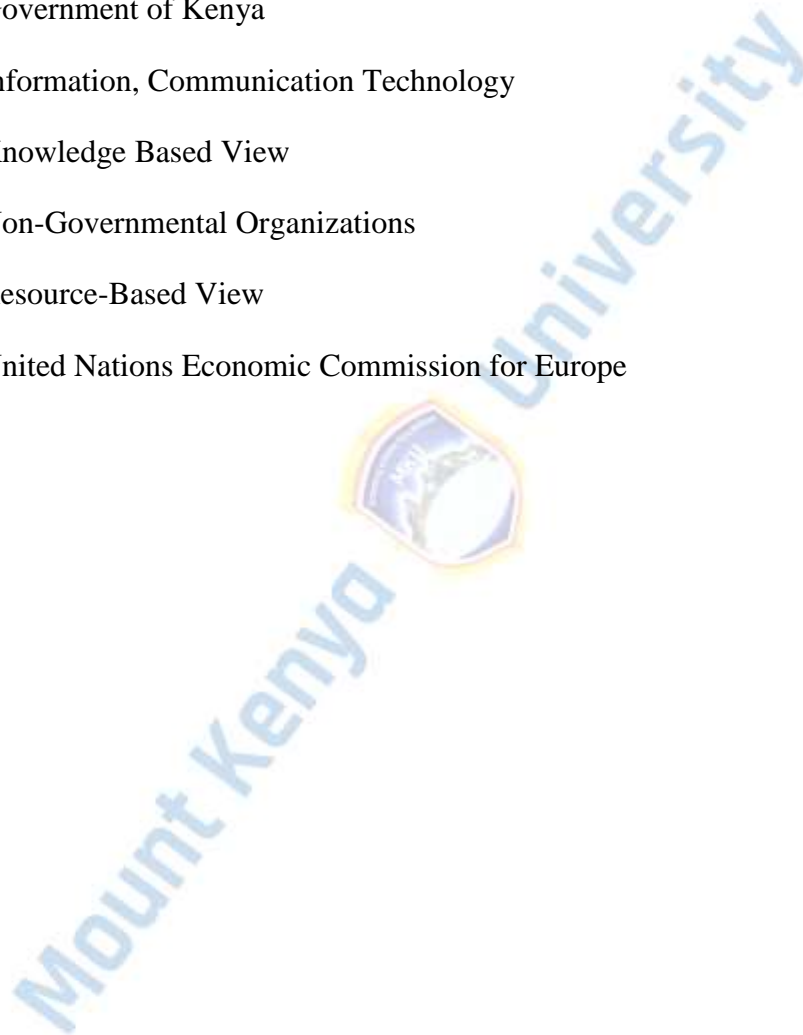 overnment of Kenya
nformation, Communication Technology
nowledge Based View
on-Governmental Organizations
esource-Based View
nited Nations Economic Commission for Europe
Mount Kenya University
MKU